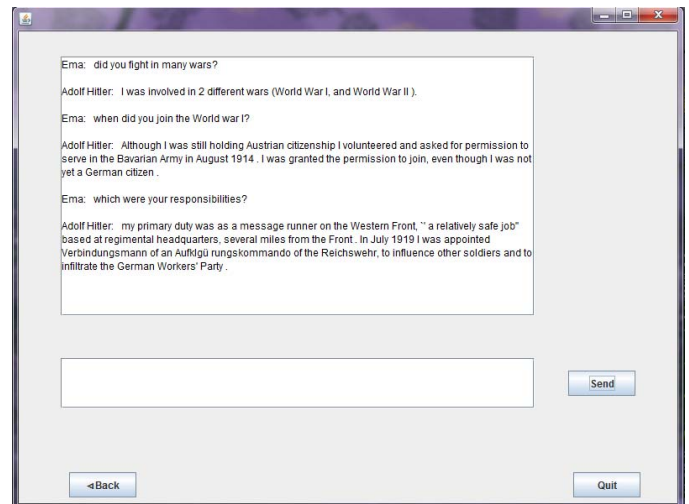 Ema: did you fight in many wars?
Adolf Hitler: I was involved in 2 different wars (World War I, and World War II ).
Ema: when did you join the World war I?
Adolf Hitler: Although I was still holding Austrian citizenship I volunteered and asked for permission to
serve in the Bavarian Army in August 1914 . I was granted the permission to join, even though I was not
yet a German citizen .
Ema: which were your responsibilities?
Adolf Hitler: my primary duty was as a message runner on the Western Front, `' a relatively safe job"
based at regimental headquarters, several miles from the Front . In July 1919 I was appointed
Verbindungsmann of an Aufklgü rungskommando of the Reichswehr, to influence other soldiers and to
infiltrate the German Workers' Party .
Send
Back
Quit